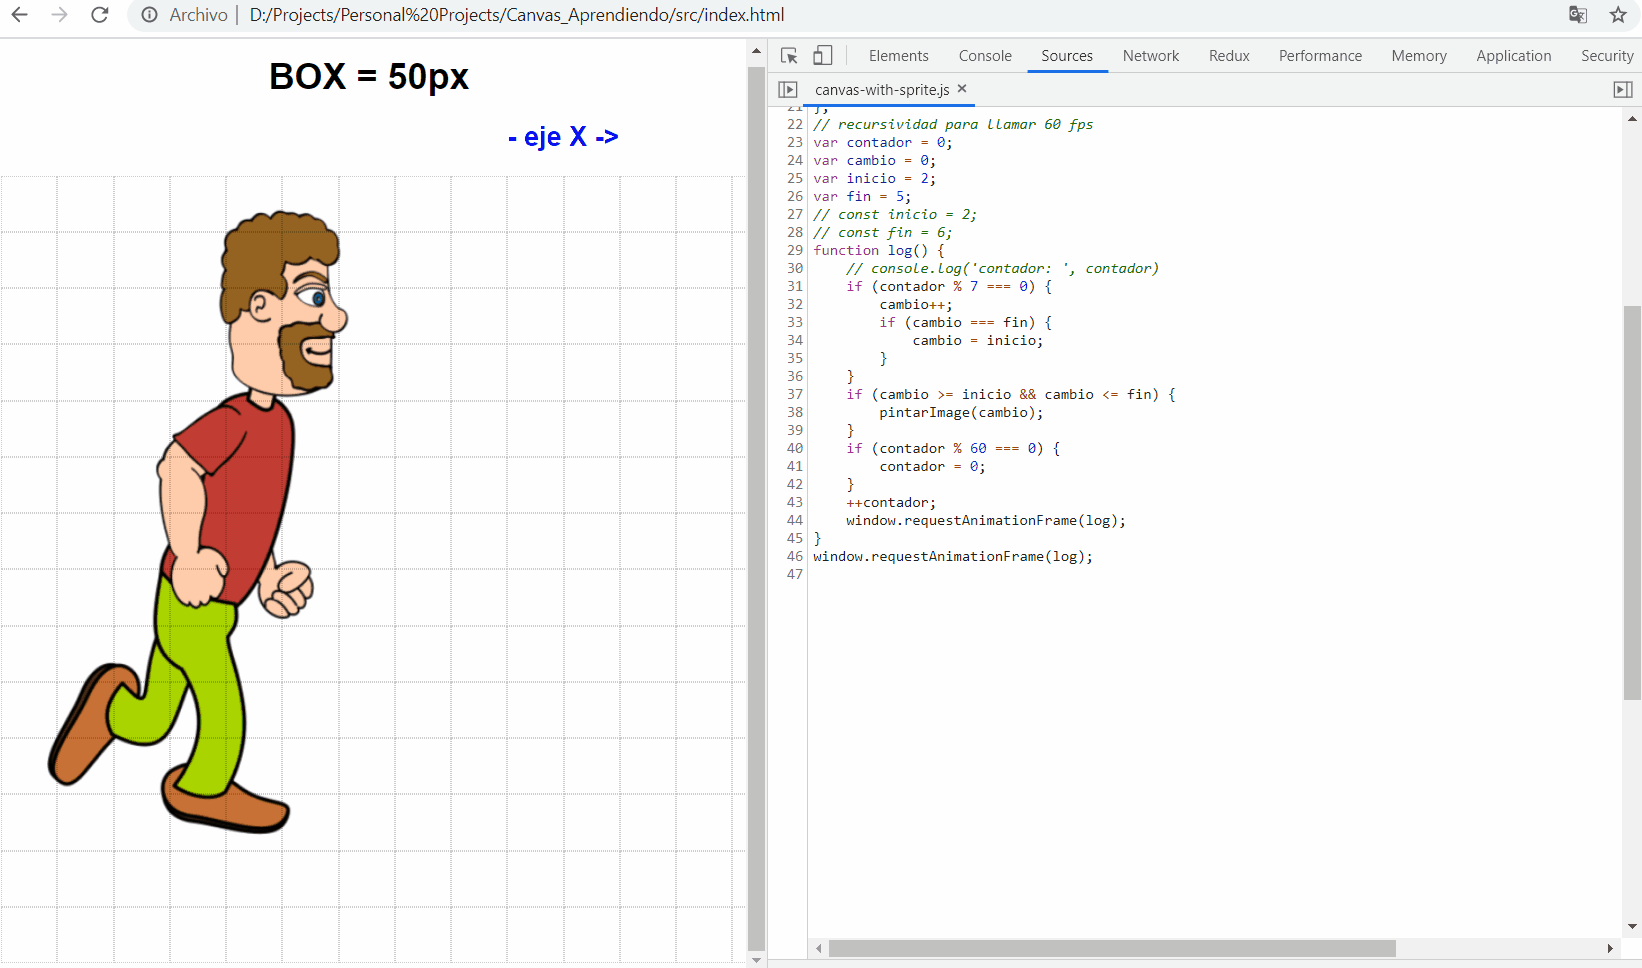 Archivo | D:/Projects/Personal%20Projects/Canvas_Aprendiendo/src/index.html
BOX = 50px
- eje X ->
Elements Console Sources Network Redux Performance Memory Application Security
canvas-with-sprite.js ×
21 };
22 // recursividad para llamar 60 fps
23 var contador = 0;
24 var cambio = 0;
25 var inicio = 2;
26 var fin = 5;
27 // const inicio = 2;
28 // const fin = 6;
29 function log() {
30     // console.log('contador: ', contador)
31     if (contador % 7 === 0) {
32         cambio++;
33         if (cambio === fin) {
34             cambio = inicio;
35         }
36     }
37     if (cambio >= inicio && cambio <= fin) {
38         pintarImage(cambio);
39     }
40     if (contador % 60 === 0) {
41         contador = 0;
42     }
43     ++contador;
44     window.requestAnimationFrame(log);
45 }
46 window.requestAnimationFrame(log);
47